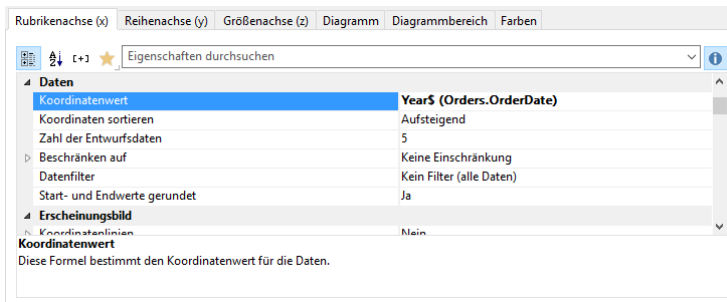 Rubrikenachse (x) Reihenachse (y) Größenachse (z) Diagramm Diagrammbereich Farben
Eigenschaften durchsuchen
Daten
Koordinatenwert Year$ (Orders.OrderDate)
Koordinaten sortieren Aufsteigend
Zahl der Entwurfsdaten 5
Beschränken auf Keine Einschränkung
Datenfilter Kein Filter (alle Daten)
Start- und Endwerte gerundet Ja
Erscheinungsbild
Koordinatenlinien Nein
Koordinatenwert
Diese Formel bestimmt den Koordinatenwert für die Daten.